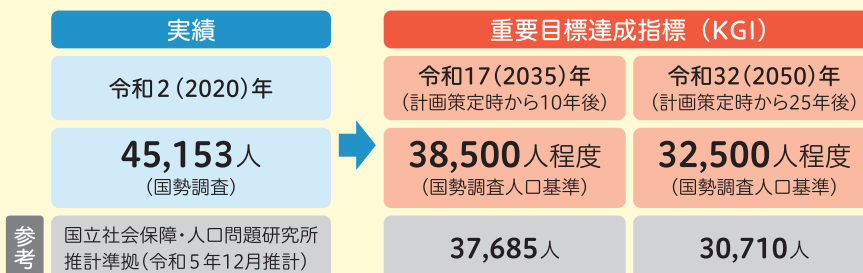 実績
重要目標達成指標（KGI）
令和２（2020）年
令和17（2035）年
（計画策定時から10年後）
令和32（2050）年
（計画策定時から25年後）
45,153人
（国勢調査）
38,500人程度
（国勢調査人口基準）
32,500人程度
（国勢調査人口基準）
参考
国立社会保障・人口問題研究所
推計準拠（令和５年12月推計）
37,685人
30,710人